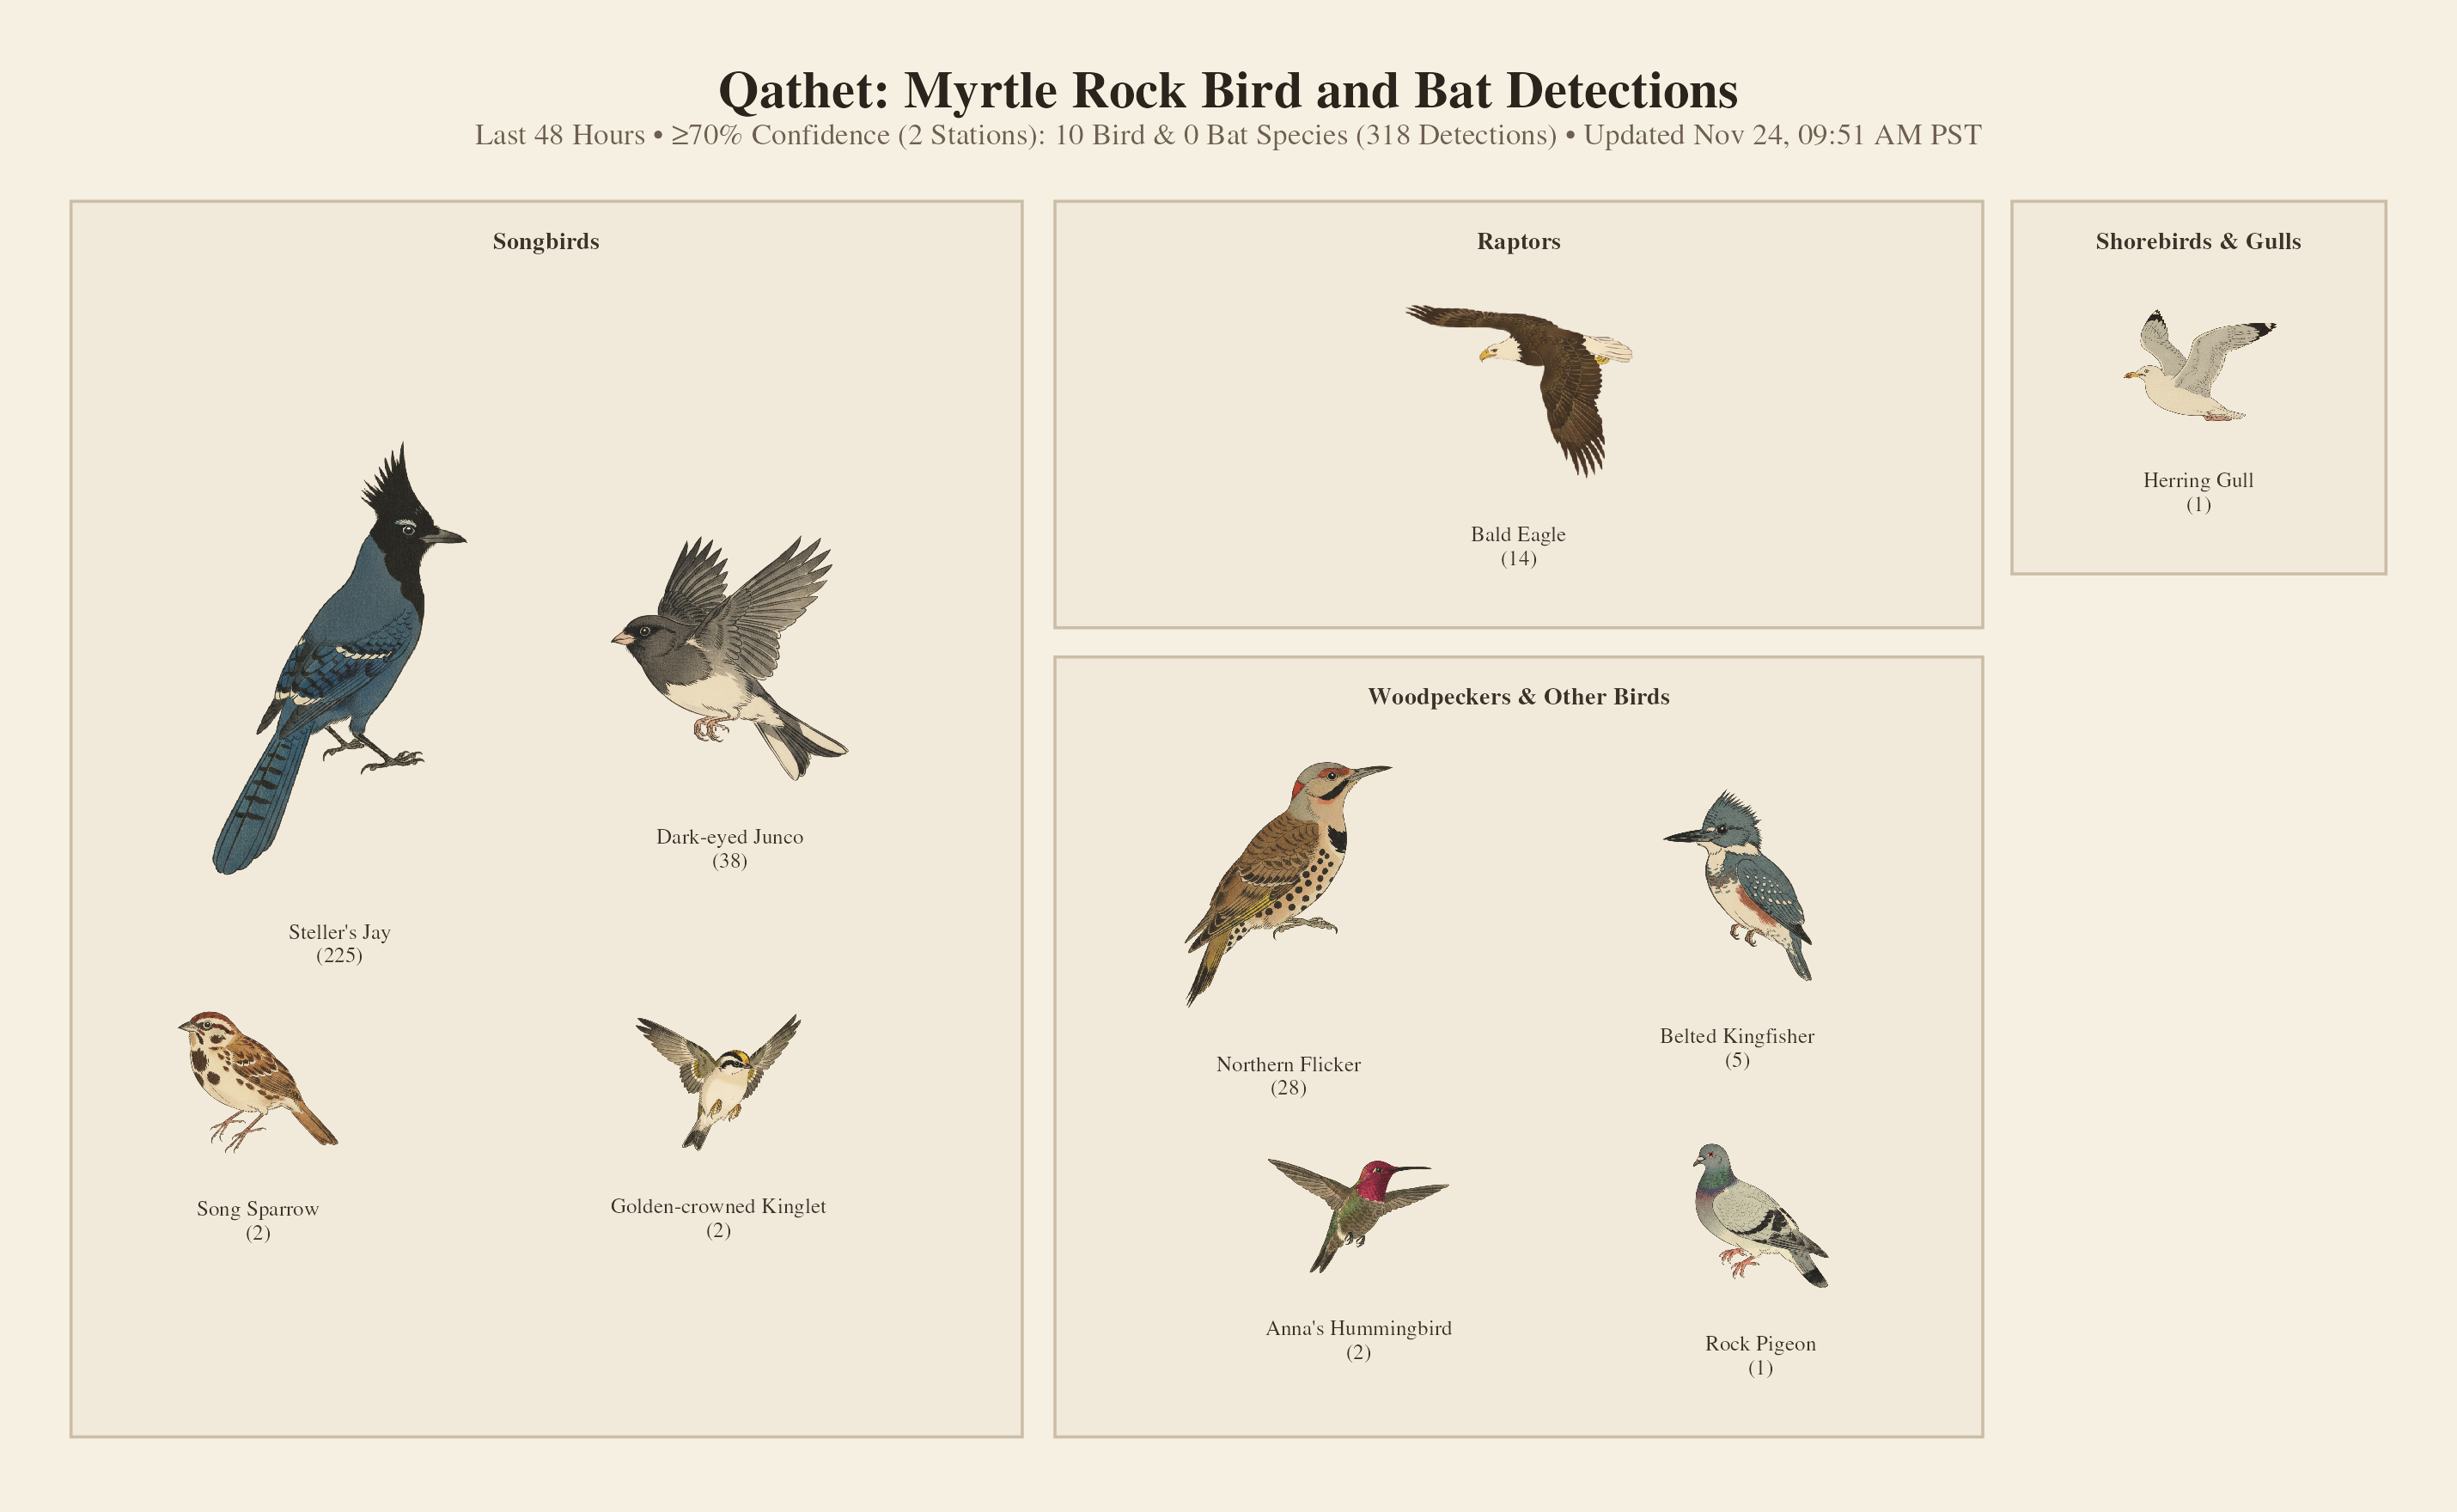 Qathet: Myrtle Rock Bird and Bat Detections
Last 48 Hours • ≥70% Confidence (2 Stations): 10 Bird & 0 Bat Species (318 Detections) • Updated Nov 24, 09:51 AM PST
Songbirds
Steller's Jay
(225)
Dark-eyed Junco
(38)
Song Sparrow
(2)
Golden-crowned Kinglet
(2)
Raptors
Bald Eagle
(14)
Woodpeckers & Other Birds
Northern Flicker
(28)
Belted Kingfisher
(5)
Anna's Hummingbird
(2)
Rock Pigeon
(1)
Shorebirds & Gulls
Herring Gull
(1)